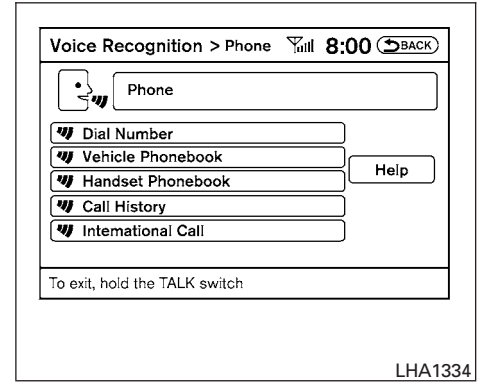 Voice Recognition > Phone 8:00 BACK
Phone
Dial Number
Vehicle Phonebook
Handset Phonebook
Help
Call History
International Call
To exit, hold the TALK switch
LHA1334